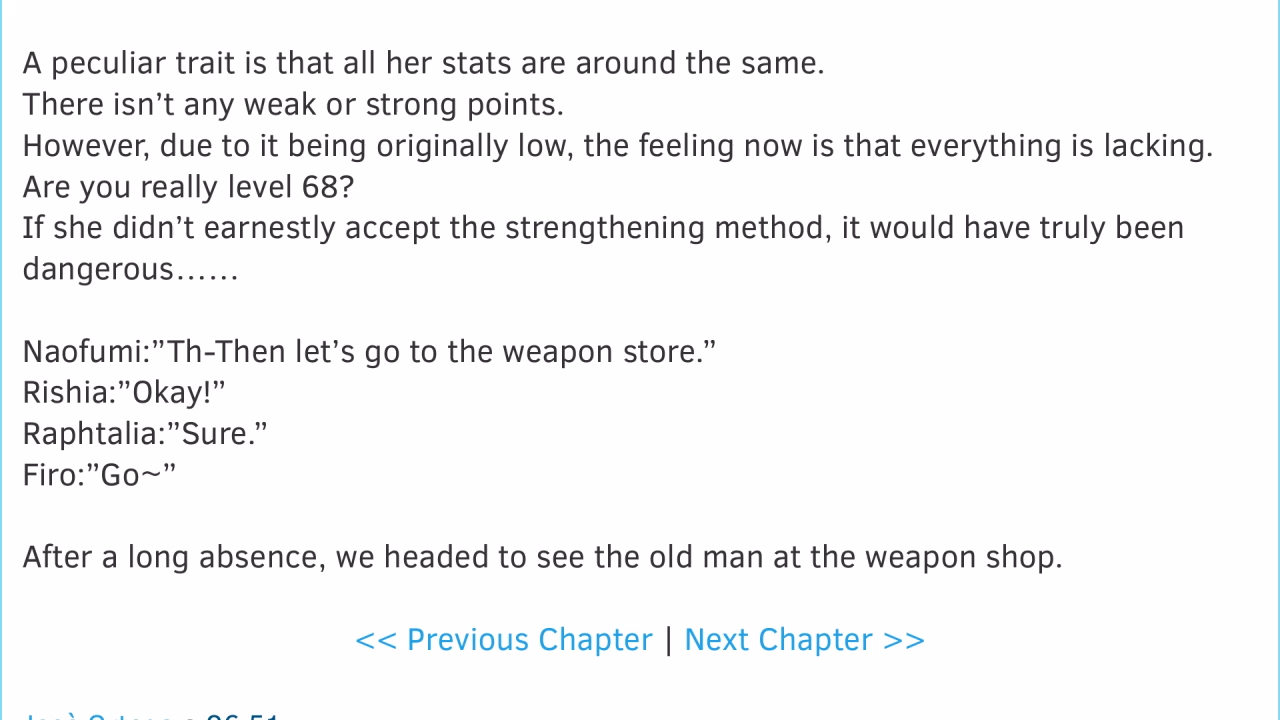 A peculiar trait is that all her stats are around the same.
There isn’t any weak or strong points.
However, due to it being originally low, the feeling now is that everything is lacking.
Are you really level 68?
If she didn’t earnestly accept the strengthening method, it would have truly been
dangerous……
Naofumi:”Th-Then let’s go to the weapon store.”
Rishia:”Okay!”
Raphtalia:”Sure.”
Firo:”Go~”
After a long absence, we headed to see the old man at the weapon shop.
<< Previous Chapter | Next Chapter >>